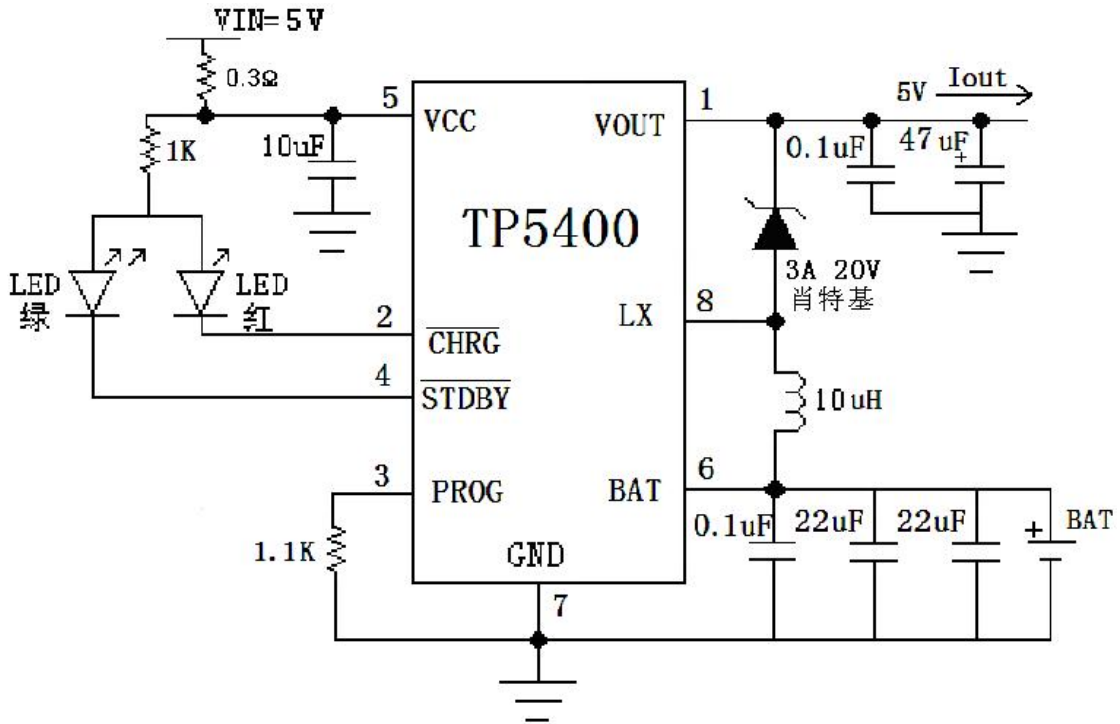 VIN=5V
0.3Ω
5
VCC
VOUT
1
5V
Iout
1K
10uF
0.1uF
47uF
+
TP5400
LED
绿
LED
红
3A 20V
肖特基
2
CHRG
LX
8
4
STDBY
10uH
3
PROG
BAT
6
1.1K
0.1uF
22uF
22uF
+
BAT
GND
7